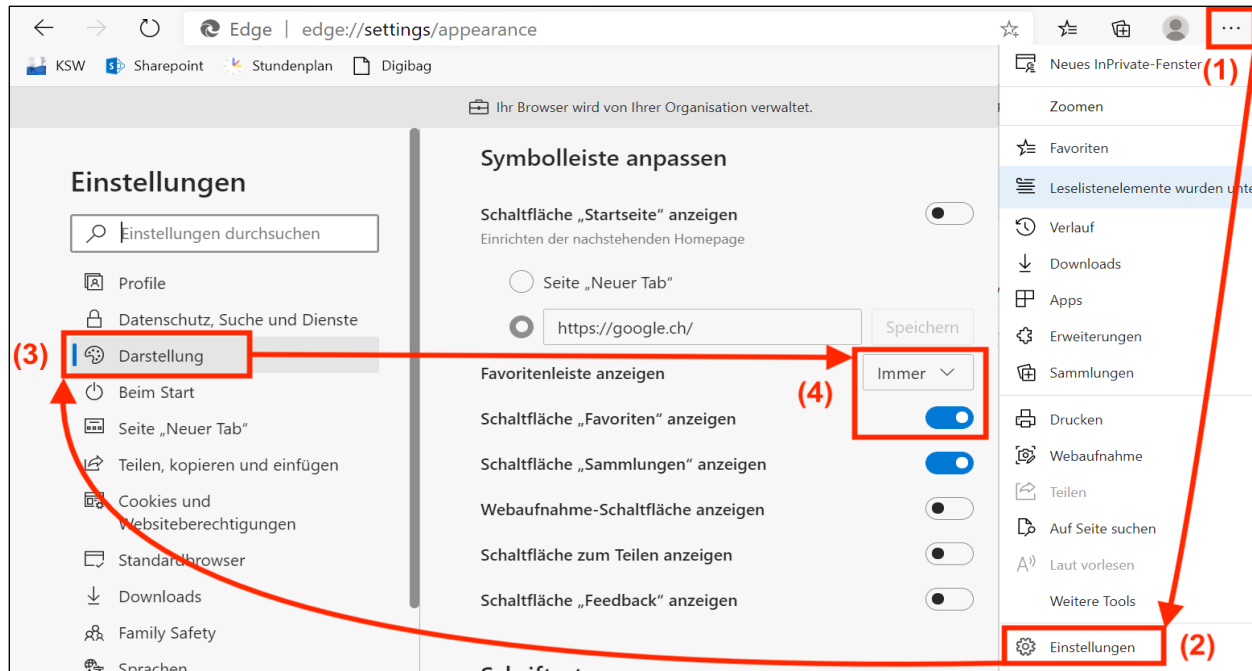 Edge | edge://settings/appearance
KSW Sharepoint Stundenplan Digibag
Ihr Browser wird von Ihrer Organisation verwaltet.
Einstellungen
Einstellungen durchsuchen
Profile
Datenschutz, Suche und Dienste
(3) Darstellung
Beim Start
Seite „Neuer Tab“
Teilen, kopieren und einfügen
Cookies und
Websiteberechtigungen
Standardbrowser
Downloads
Family Safety
Sprachen
Symbolleiste anpassen
Schaltfläche „Startseite“ anzeigen
Einrichten der nachstehenden Homepage
Seite „Neuer Tab“
https://google.ch/ Speichern
Favoritenleiste anzeigen Immer
(4)
Schaltfläche „Favoriten“ anzeigen
Schaltfläche „Sammlungen“ anzeigen
Webaufnahme-Schaltfläche anzeigen
Schaltfläche zum Teilen anzeigen
Schaltfläche „Feedback“ anzeigen
(1)
Neues InPrivate-Fenster
Zoomen
Favoriten
Leselistenelemente wurden unte
Verlauf
Downloads
Apps
Erweiterungen
Sammlungen
Drucken
Webaufnahme
Teilen
Auf Seite suchen
Laut vorlesen
Weitere Tools
Einstellungen (2)